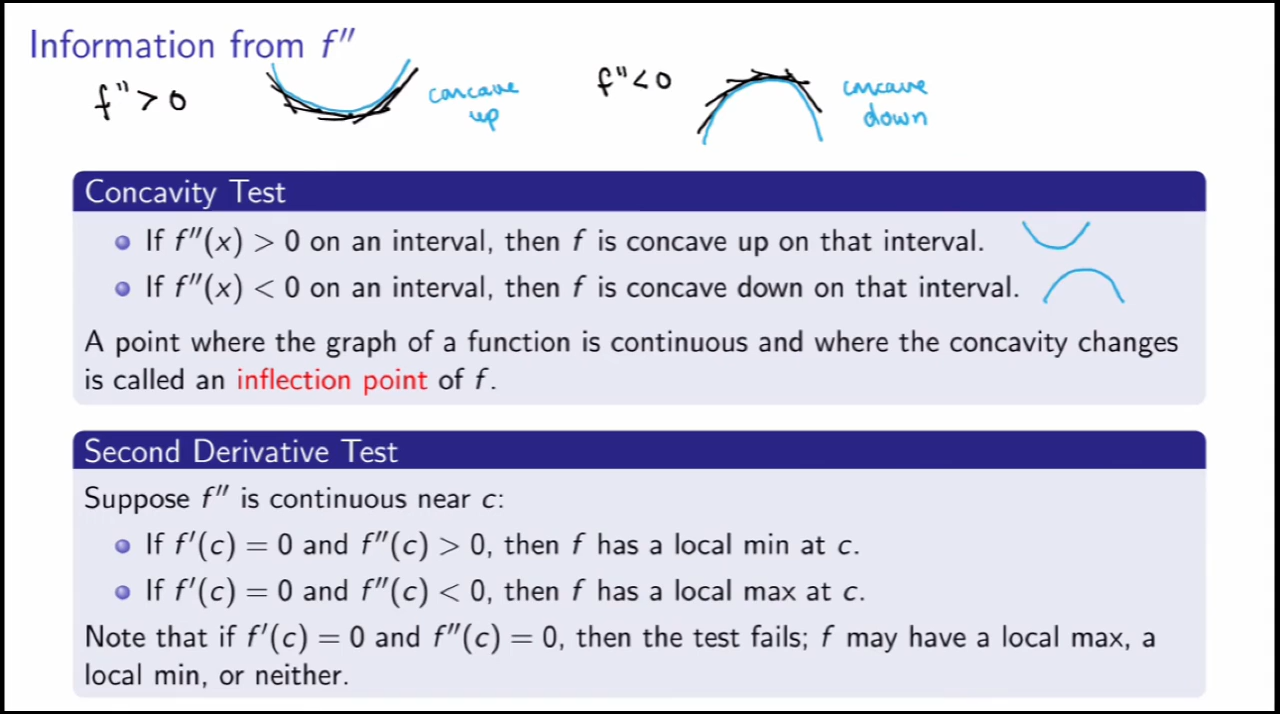 Information from f″
f″ > 0
concave
up
f″ < 0
concave
down
Concavity Test
If f″(x) > 0 on an interval, then f is concave up on that interval.
If f″(x) < 0 on an interval, then f is concave down on that interval.
A point where the graph of a function is continuous and where the concavity changes
is called an inflection point of f.
Second Derivative Test
Suppose f″ is continuous near c:
If f′(c) = 0 and f″(c) > 0, then f has a local min at c.
If f′(c) = 0 and f″(c) < 0, then f has a local max at c.
Note that if f′(c) = 0 and f″(c) = 0, then the test fails; f may have a local max, a
local min, or neither.